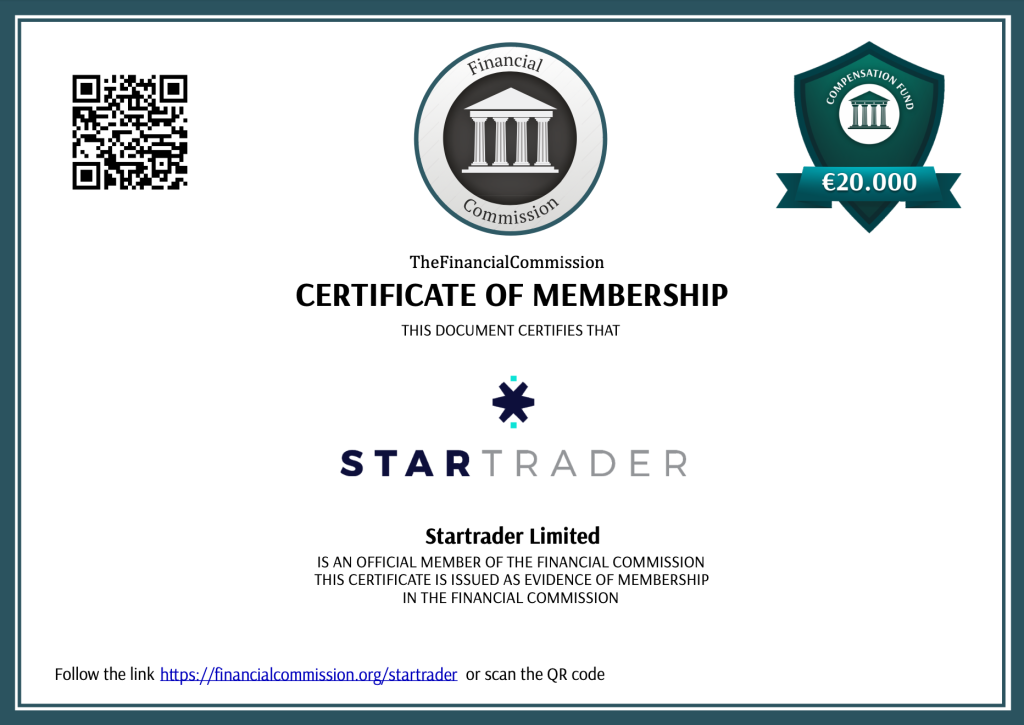 Financial
Commission
COMPENSATION FUND
€20.000
TheFinancialCommission
CERTIFICATE OF MEMBERSHIP
THIS DOCUMENT CERTIFIES THAT
STARTRADER
Startrader Limited
IS AN OFFICIAL MEMBER OF THE FINANCIAL COMMISSION
THIS CERTIFICATE IS ISSUED AS EVIDENCE OF MEMBERSHIP
IN THE FINANCIAL COMMISSION
Follow the link https://financialcommission.org/startrader or scan the QR code